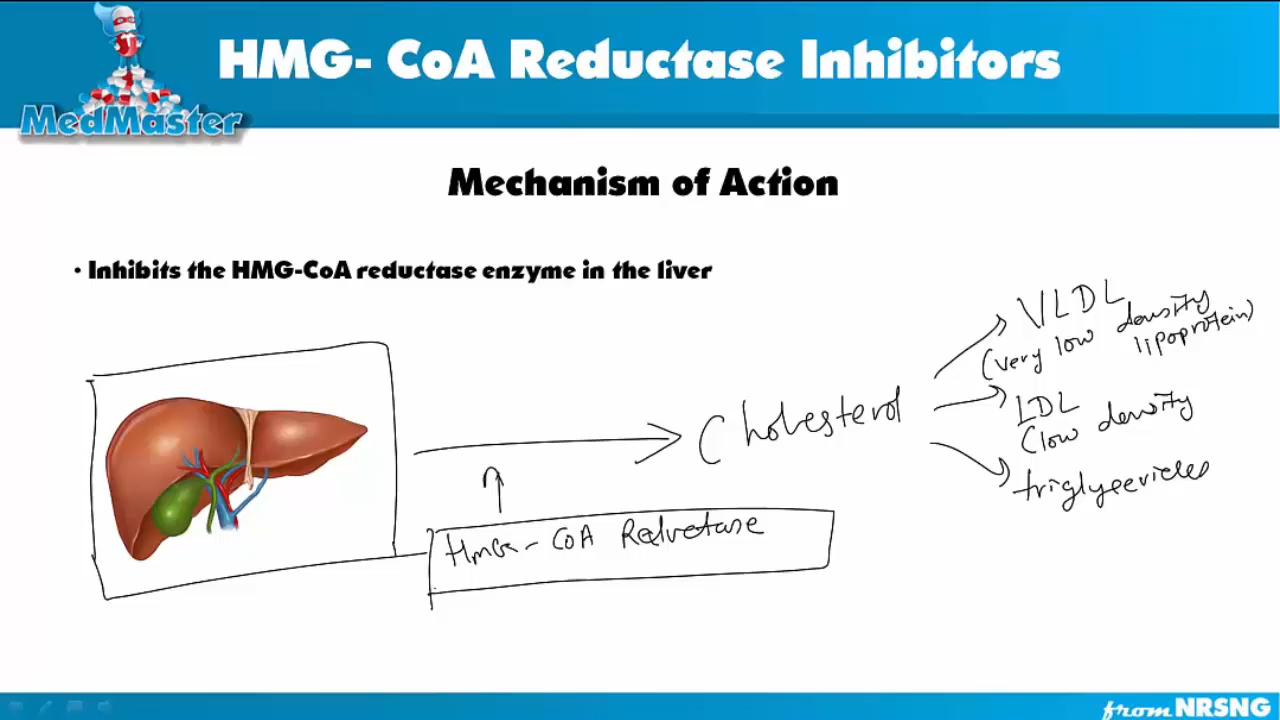 HMG- CoA Reductase Inhibitors
MedMaster
Mechanism of Action
• Inhibits the HMG-CoA reductase enzyme in the liver
VLDL
(very low density
lipoprotein)
Cholesterol
LDL
(low density
triglycerides
HMG-COA Reductase
from NRSNG